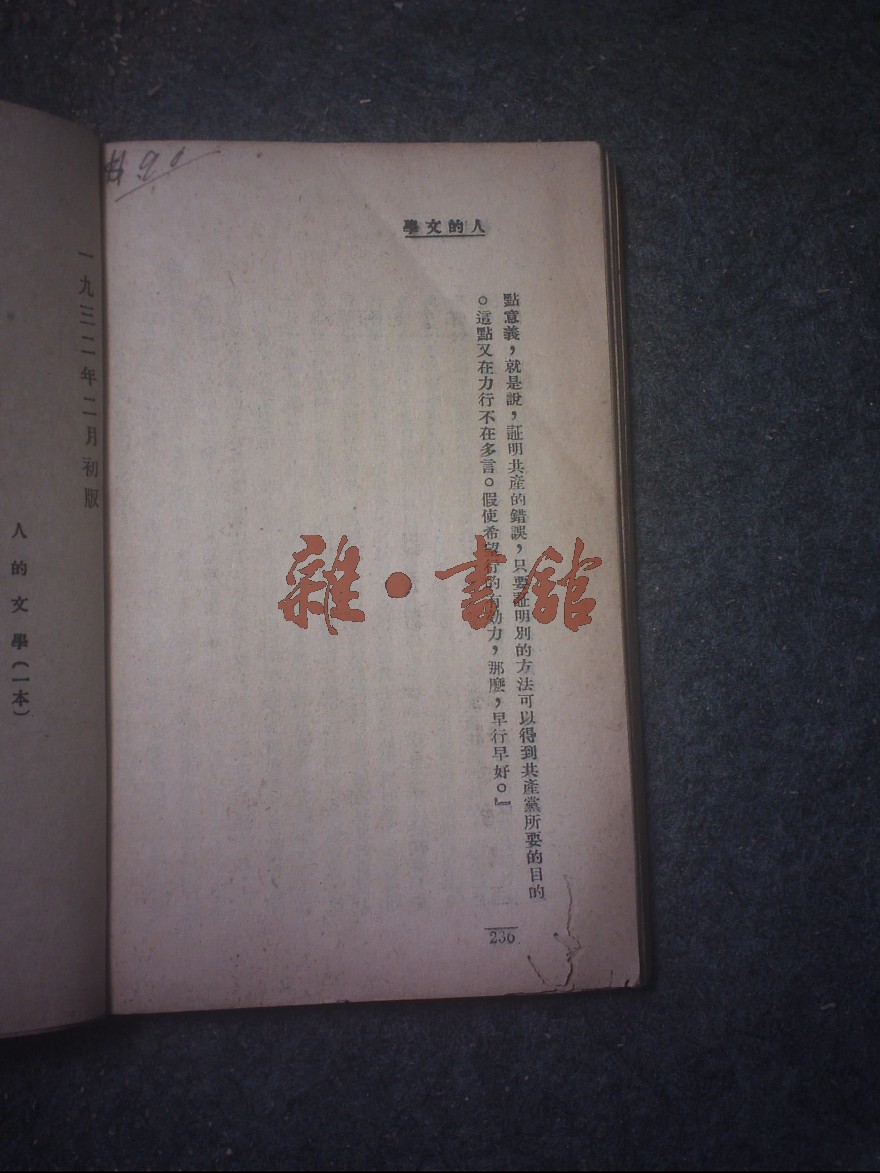 人的文學
點意義，就是說，証明共產的錯誤，只要証明別的方法可以得到共產黨所要的目的
。這點又在力行不在多言。假使希望行的有効力，那麼，早行早好。』
236
一九三二年二月初版
人的文學（一本）
雜·書館